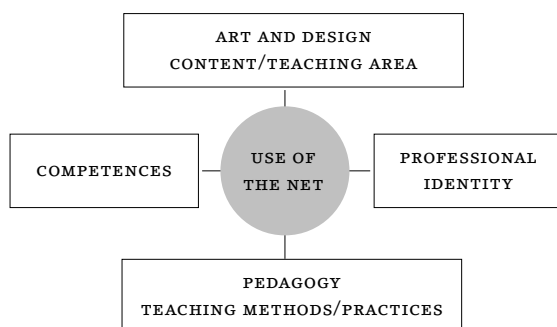 ART AND DESIGN
CONTENT/TEACHING AREA
COMPETENCES
USE OF
THE NET
PROFESSIONAL
IDENTITY
PEDAGOGY
TEACHING METHODS/PRACTICES